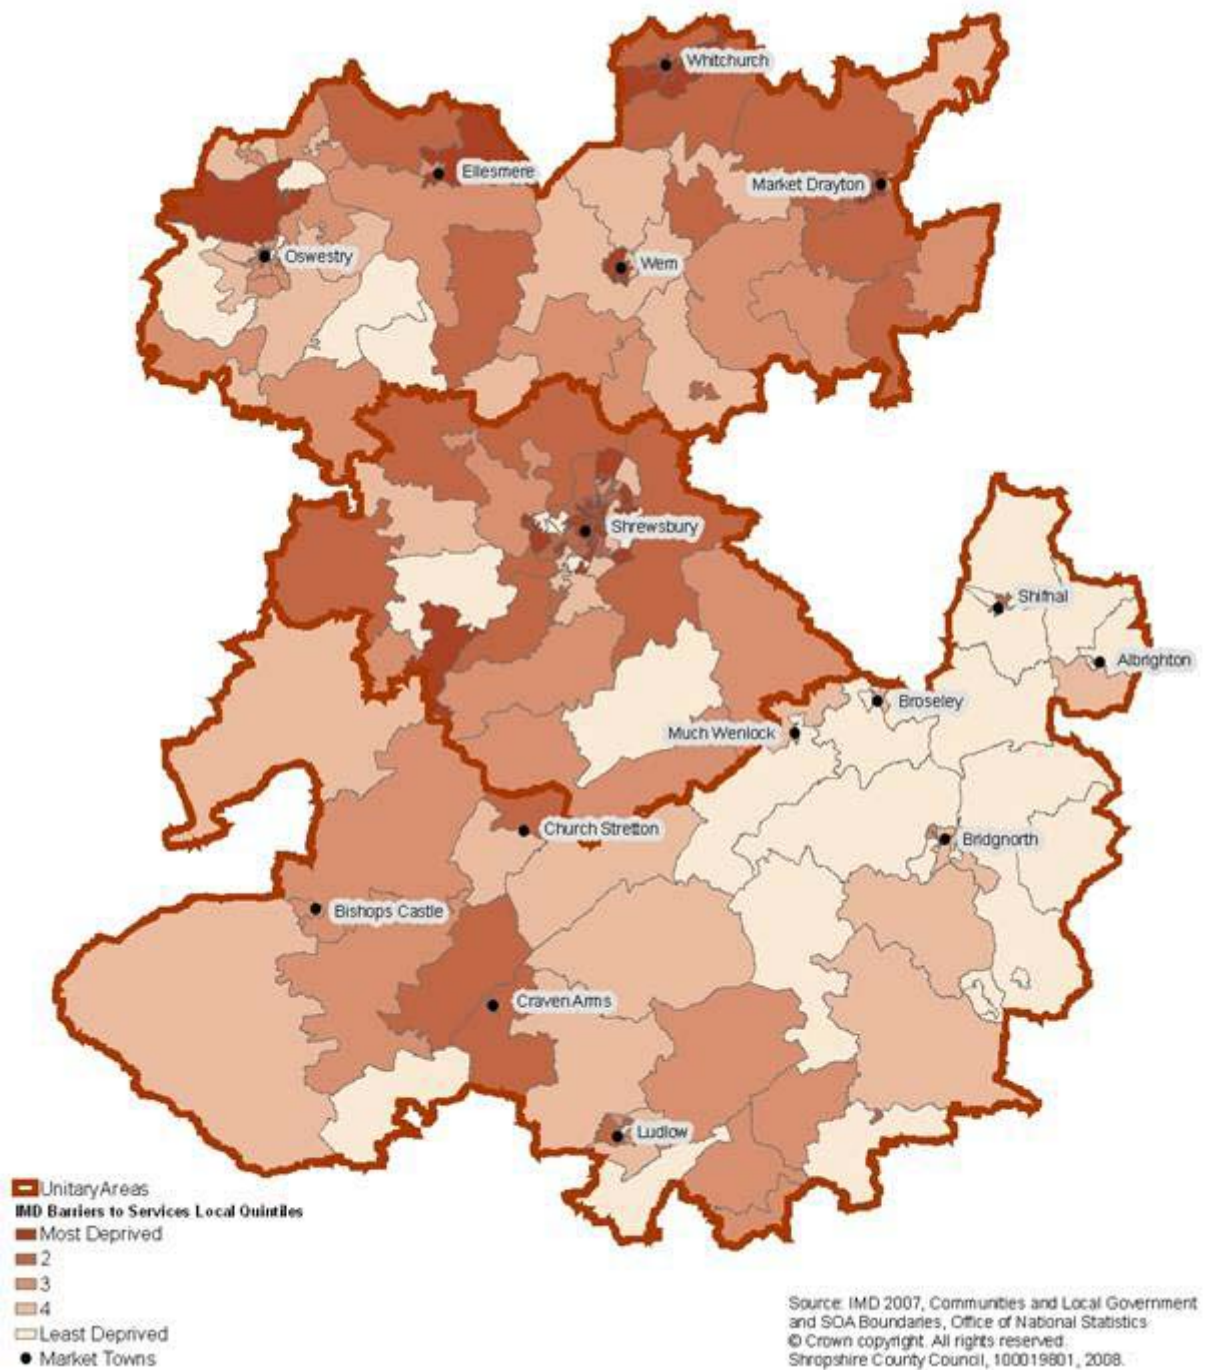 Whitchurch
Ellesmere
Market Drayton
Oswestry
Wem
Shrewsbury
Shifnal
Albrighton
Broseley
Much Wenlock
Church Stretton
Bridgnorth
Bishops Castle
Craven Arms
Ludlow
Unitary Areas
IMD Barriers to Services Local Quintiles
Most Deprived
2
3
4
Least Deprived
Market Towns
Source: IMD 2007, Communities and Local Government
and SOA Boundaries, Office of National Statistics
© Crown copyright. All rights reserved.
Shropshire County Council, 100019801, 2008.